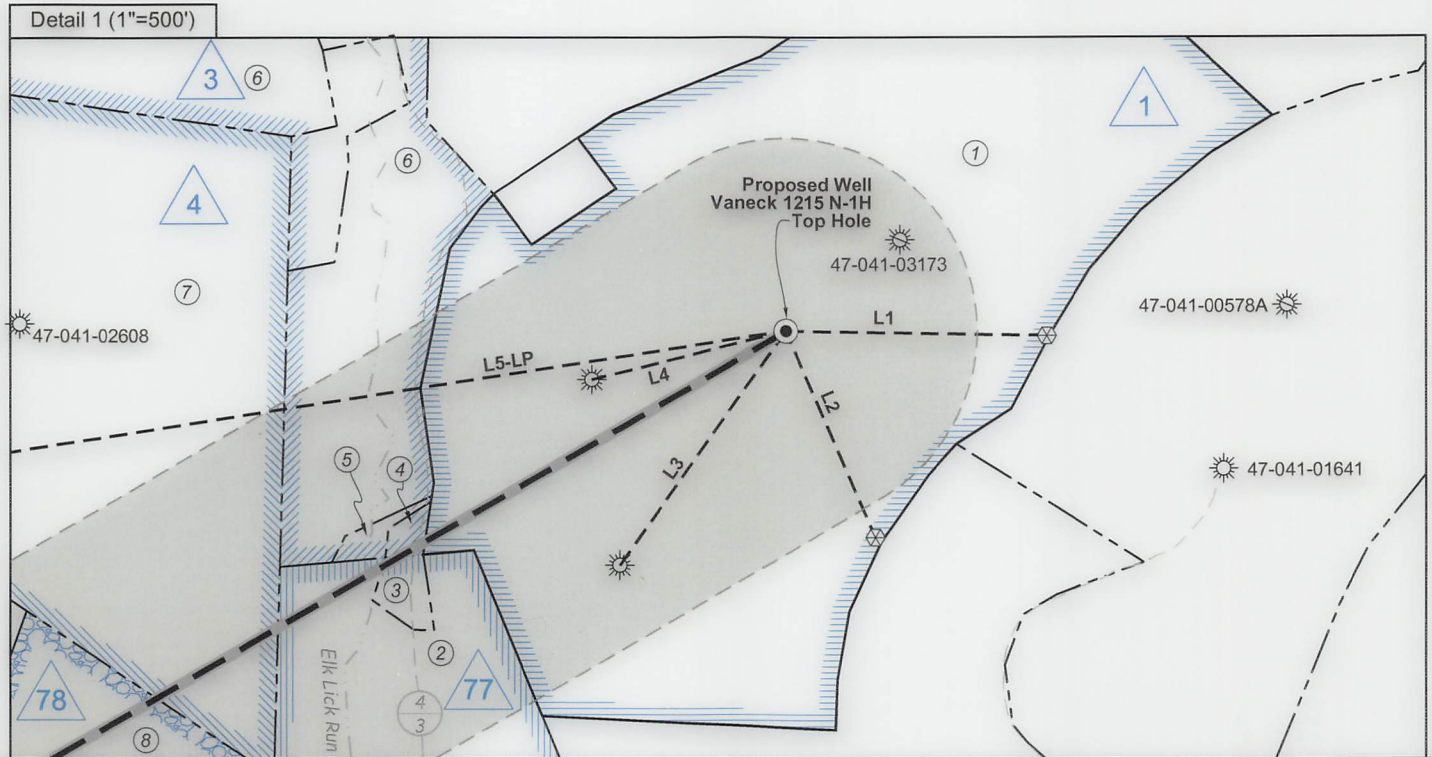 Detail 1 (1"=500')
3
6
1
6
1
4
Proposed Well
Vaneck 1215 N-1H
Top Hole
47-041-03173
7
47-041-00578A
47-041-02608
L1
L5-LP
L4
L2
L3
5
4
47-041-01641
3
2
Elk Lick Run
78
77
4
3
8